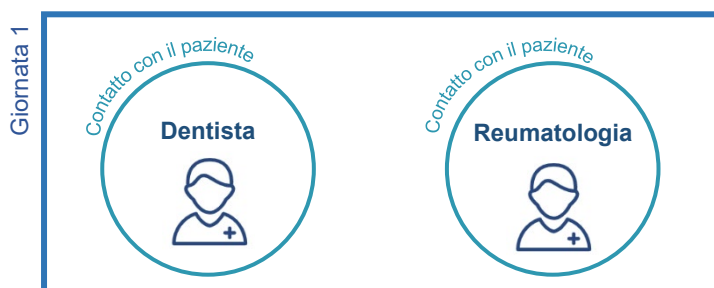 Giornata 1
Contatto con il paziente
Dentista
Contatto con il paziente
Reumatologia